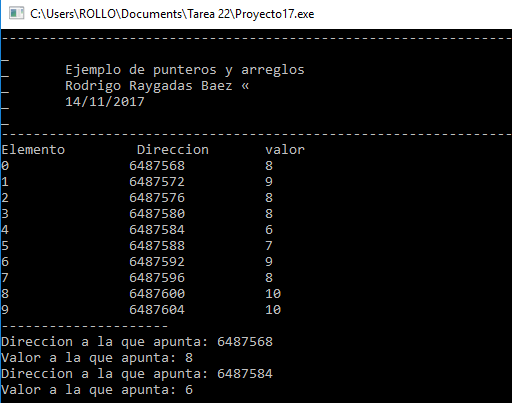 C:\Users\ROLLO\Documents\Tarea 22\Proyecto17.exe
----------------------------------------------------------------
_
_ Ejemplo de punteros y arreglos
_ Rodrigo Raygadas Baez «
_ 14/11/2017
_
----------------------------------------------------------------
Elemento Direccion valor
0 6487568 8
1 6487572 9
2 6487576 8
3 6487580 8
4 6487584 6
5 6487588 7
6 6487592 9
7 6487596 8
8 6487600 10
9 6487604 10
---------------------
Direccion a la que apunta: 6487568
Valor a la que apunta: 8
Direccion a la que apunta: 6487584
Valor a la que apunta: 6